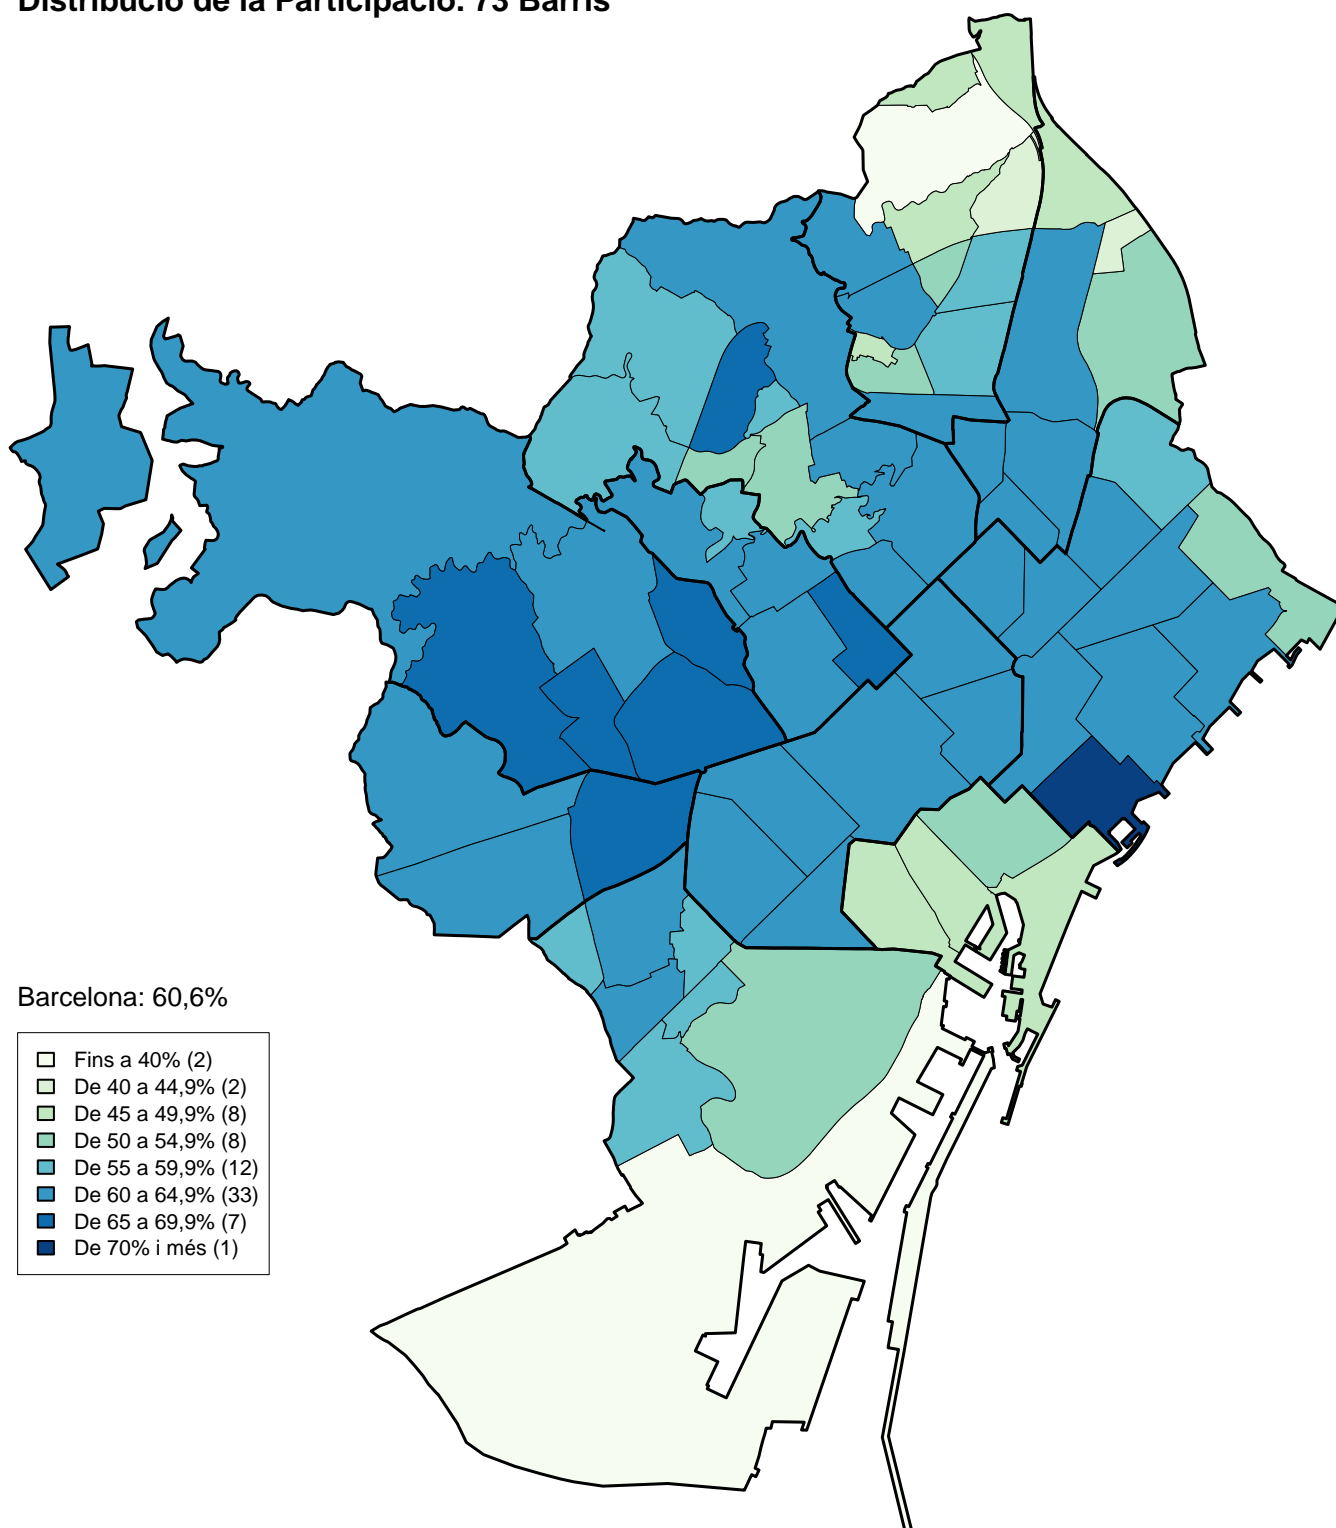 Distribució de la Participació. 73 Barris
Barcelona: 60,6%
Fins a 40% (2)
De 40 a 44,9% (2)
De 45 a 49,9% (8)
De 50 a 54,9% (8)
De 55 a 59,9% (12)
De 60 a 64,9% (33)
De 65 a 69,9% (7)
De 70% i més (1)